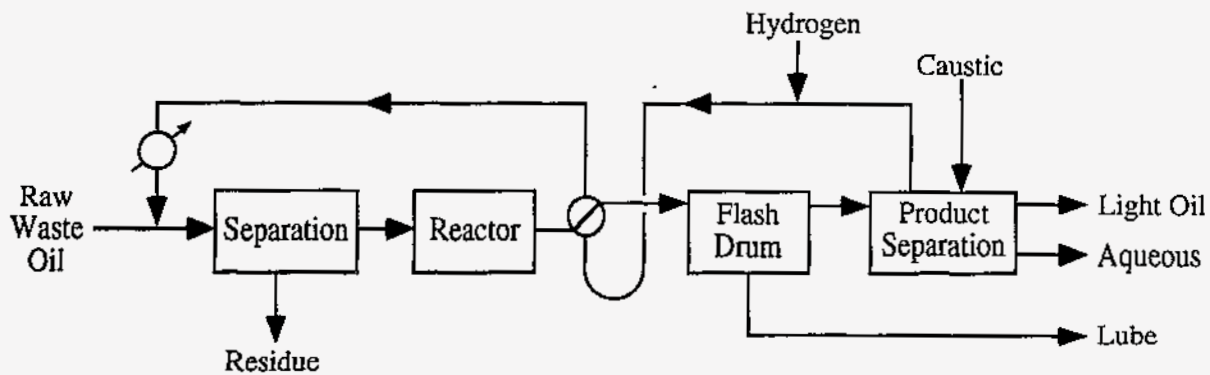 Hydrogen
Caustic
Raw
Waste
Oil
Separation
Reactor
Flash
Drum
Product
Separation
Light Oil
Aqueous
Lube
Residue